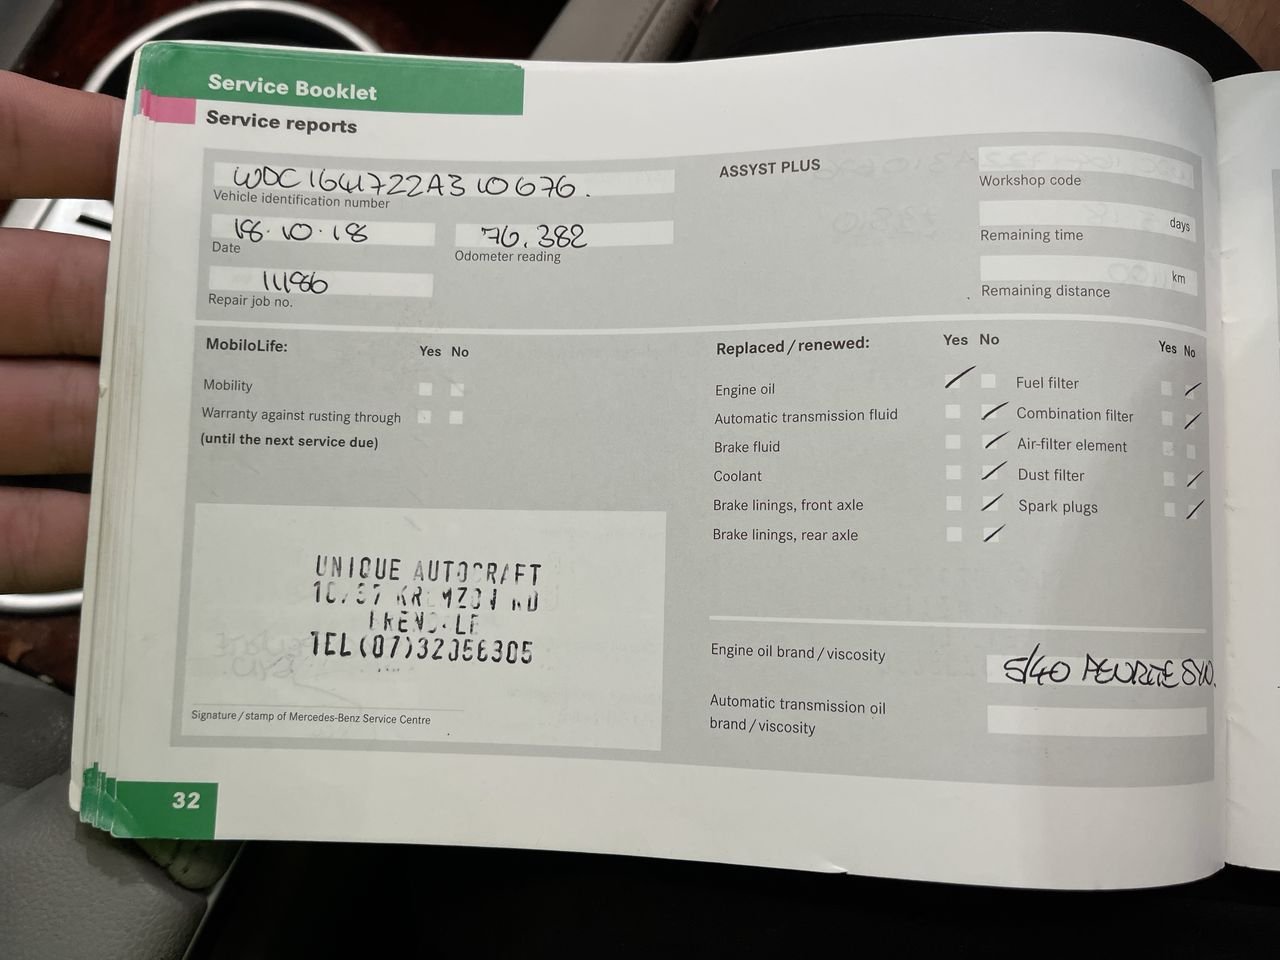 Service Booklet
Service reports
WDC1641722A310676.
Vehicle identification number
18.10.18
Date
76.382
Odometer reading
11186
Repair job no.
ASSYST PLUS
Workshop code
days
Remaining time
km
Remaining distance
MobiloLife:
Yes No
Mobility
Warranty against rusting through
(until the next service due)
Replaced/renewed:
Yes No
Engine oil
Automatic transmission fluid
Brake fluid
Coolant
Brake linings, front axle
Brake linings, rear axle
Yes No
Fuel filter
Combination filter
Air-filter element
Dust filter
Spark plugs
UNIQUE AUTOCRAFT
RD
TEL(07)32056305
Signature/stamp of Mercedes-Benz Service Centre
Engine oil brand/viscosity
5/40
Automatic transmission oil
brand/viscosity
32